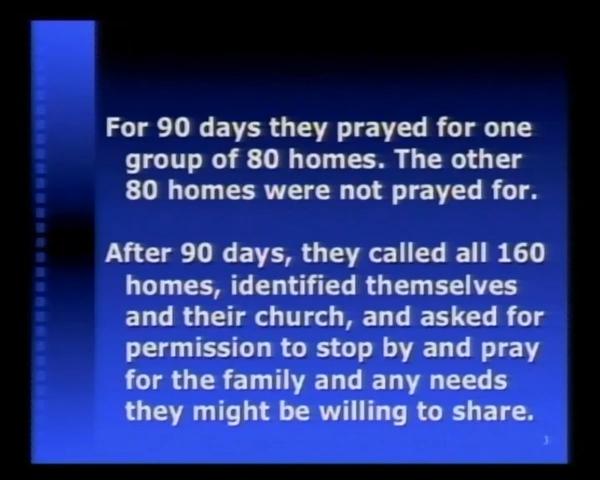 For 90 days they prayed for one
group of 80 homes. The other
80 homes were not prayed for.
After 90 days, they called all 160
homes, identified themselves
and their church, and asked for
permission to stop by and pray
for the family and any needs
they might be willing to share.
3